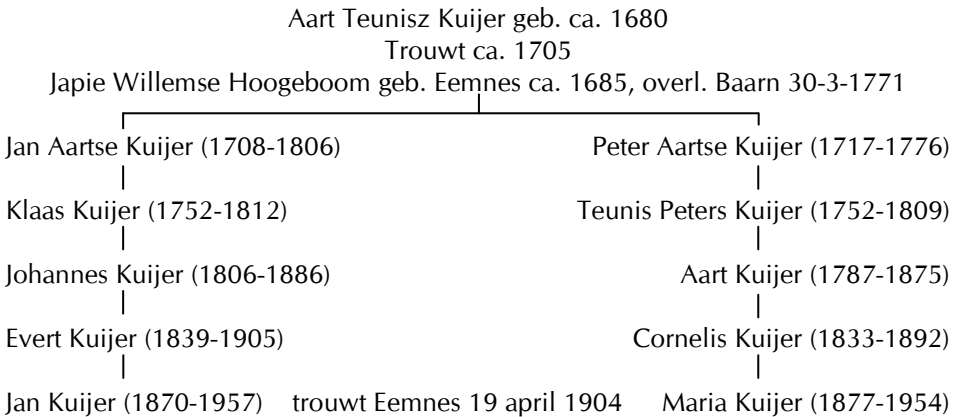 Aart Teunisz Kuijer geb. ca. 1680
Trouwt ca. 1705
Japie Willemse Hoogeboom geb. Eemnes ca. 1685, overl. Baarn 30-3-1771
Jan Aartse Kuijer (1708-1806) Peter Aartse Kuijer (1717-1776)
Klaas Kuijer (1752-1812) Teunis Peters Kuijer (1752-1809)
Johannes Kuijer (1806-1886) Aart Kuijer (1787-1875)
Evert Kuijer (1839-1905) Cornelis Kuijer (1833-1892)
Jan Kuijer (1870-1957) trouwt Eemnes 19 april 1904 Maria Kuijer (1877-1954)